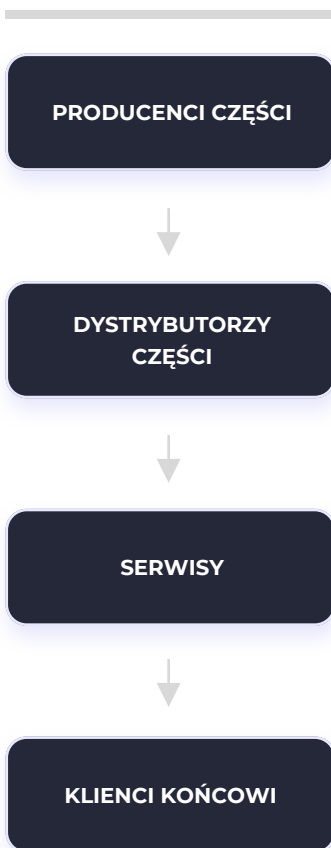 PRODUCENCI CZĘŚCI
DYSTRYBUTORZY
CZĘŚCI
SERWISY
KLIENCI KOŃCOWI